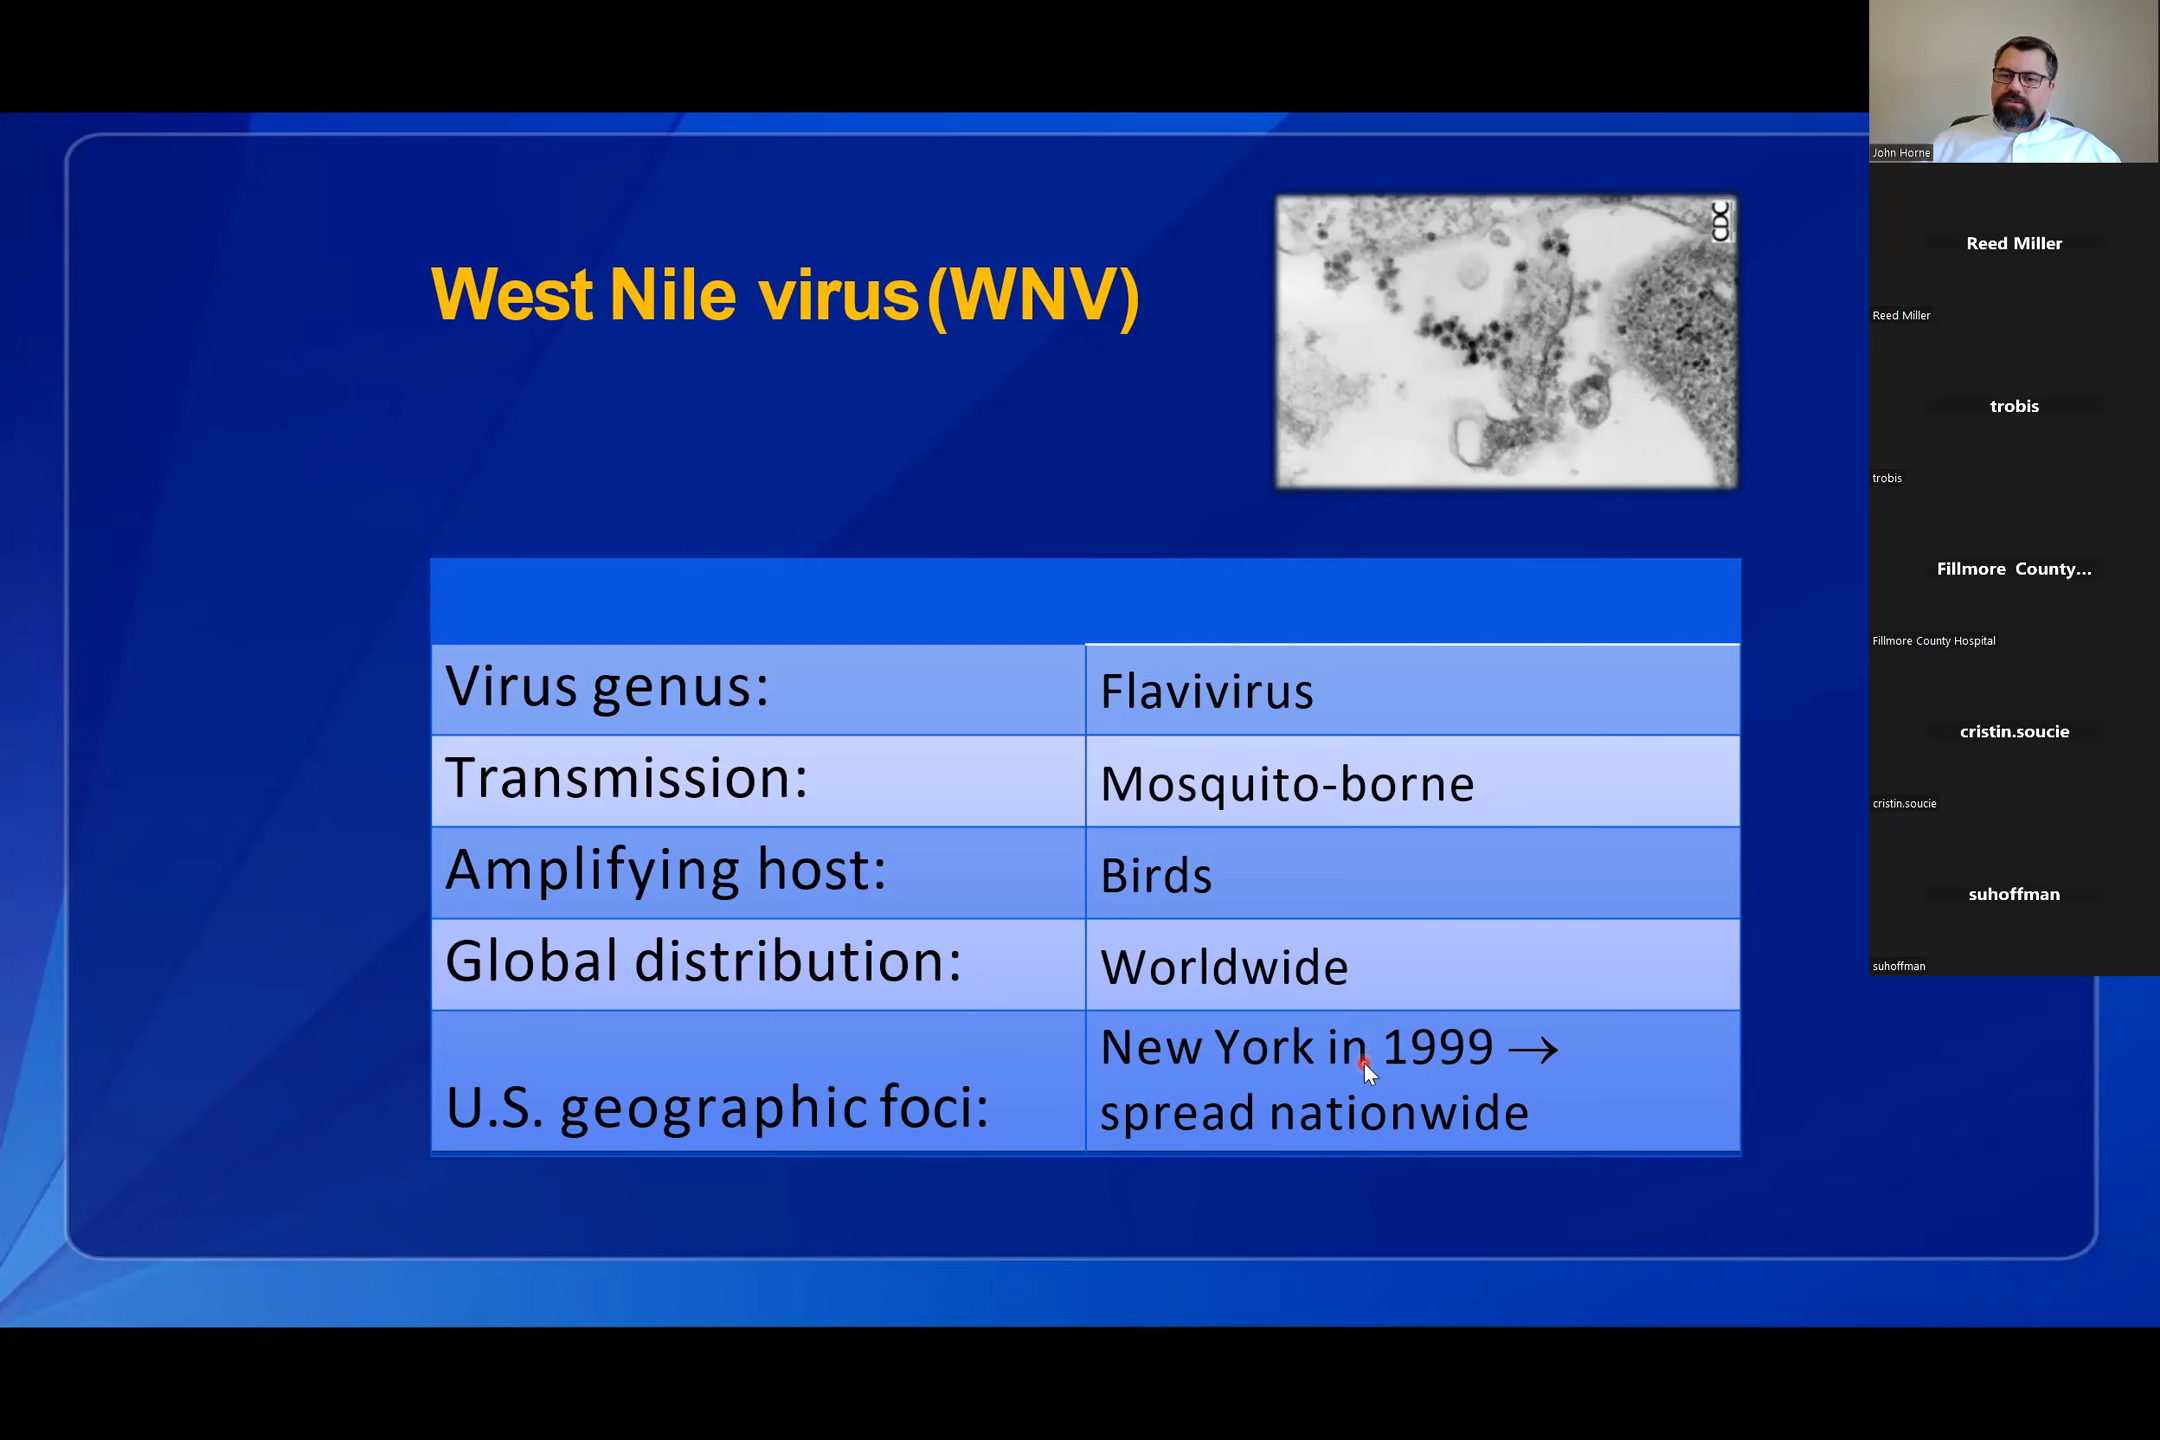 West Nile virus (WNV)
CDC
Virus genus: Flavivirus
Transmission: Mosquito-borne
Amplifying host: Birds
Global distribution: Worldwide
U.S. geographic foci: New York in 1999 →
spread nationwide
John Horne
Reed Miller
Reed Miller
trobis
trobis
Fillmore County...
Fillmore County Hospital
cristin.soucie
cristin.soucie
suhoffman
suhoffman